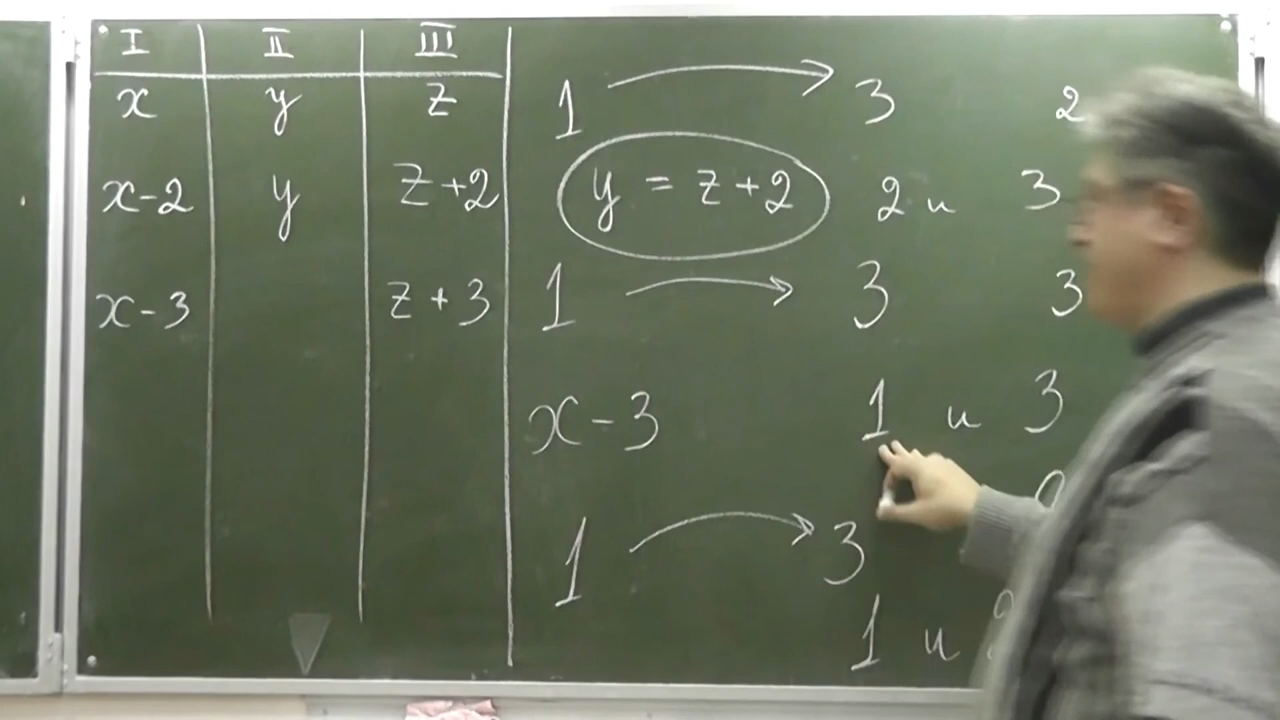 I II III
x y z 1 → 3 2
x-2 y z+2 y = z+2 2 и 3
x-3 z+3 1 → 3 3
x-3 1 и 3
1 → 3
1 и